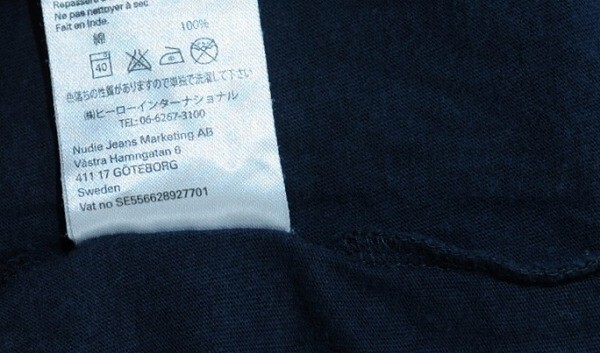 Repasser à
Ne pas nettoyer à sec
Fait en Inde.
綿 100%
40
色落ちの性質がありますので単独で洗濯して下さい
㈱ヒーローインターナショナル
TEL:06-6267-3100
Nudie Jeans Marketing AB
Västra Hamngatan 6
411 17 GÖTEBORG
Sweden
Vat no SE556628927701